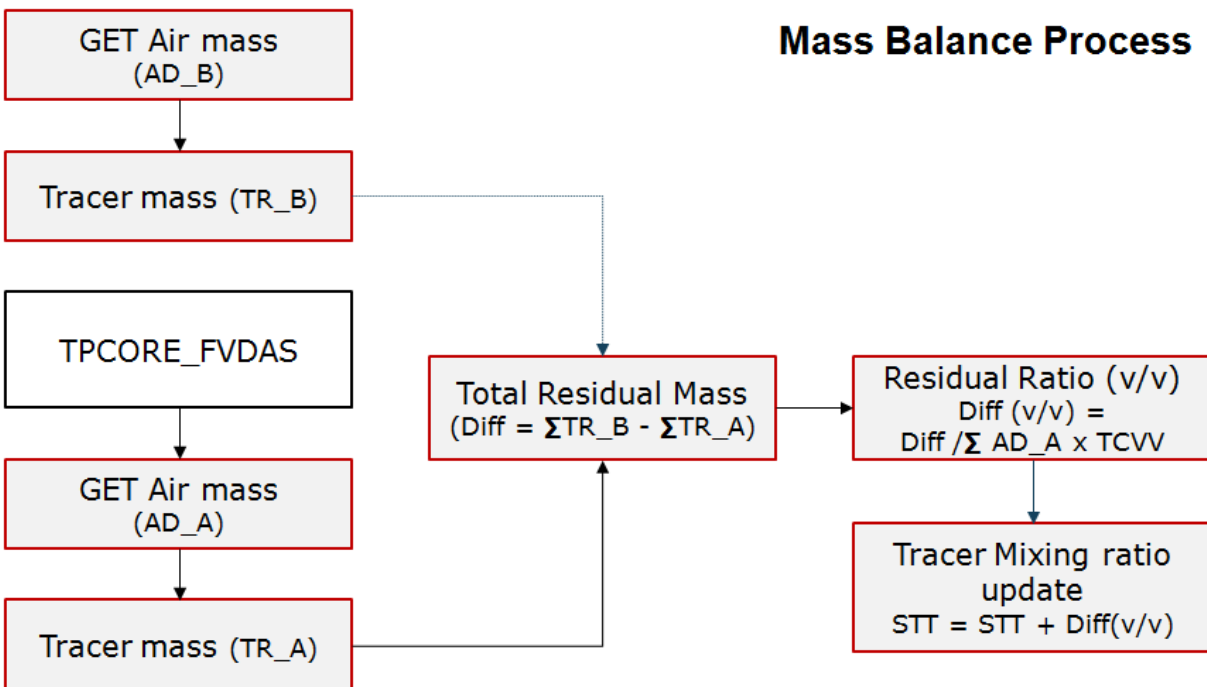 Mass Balance Process
GET Air mass
(AD_B)
Tracer mass (TR_B)
TPCORE_FVDAS
GET Air mass
(AD_A)
Tracer mass (TR_A)
Total Residual Mass
(Diff = ΣTR_B - ΣTR_A)
Residual Ratio (v/v)
Diff (v/v) =
Diff /Σ AD_A x TCVV
Tracer Mixing ratio
update
STT = STT + Diff(v/v)